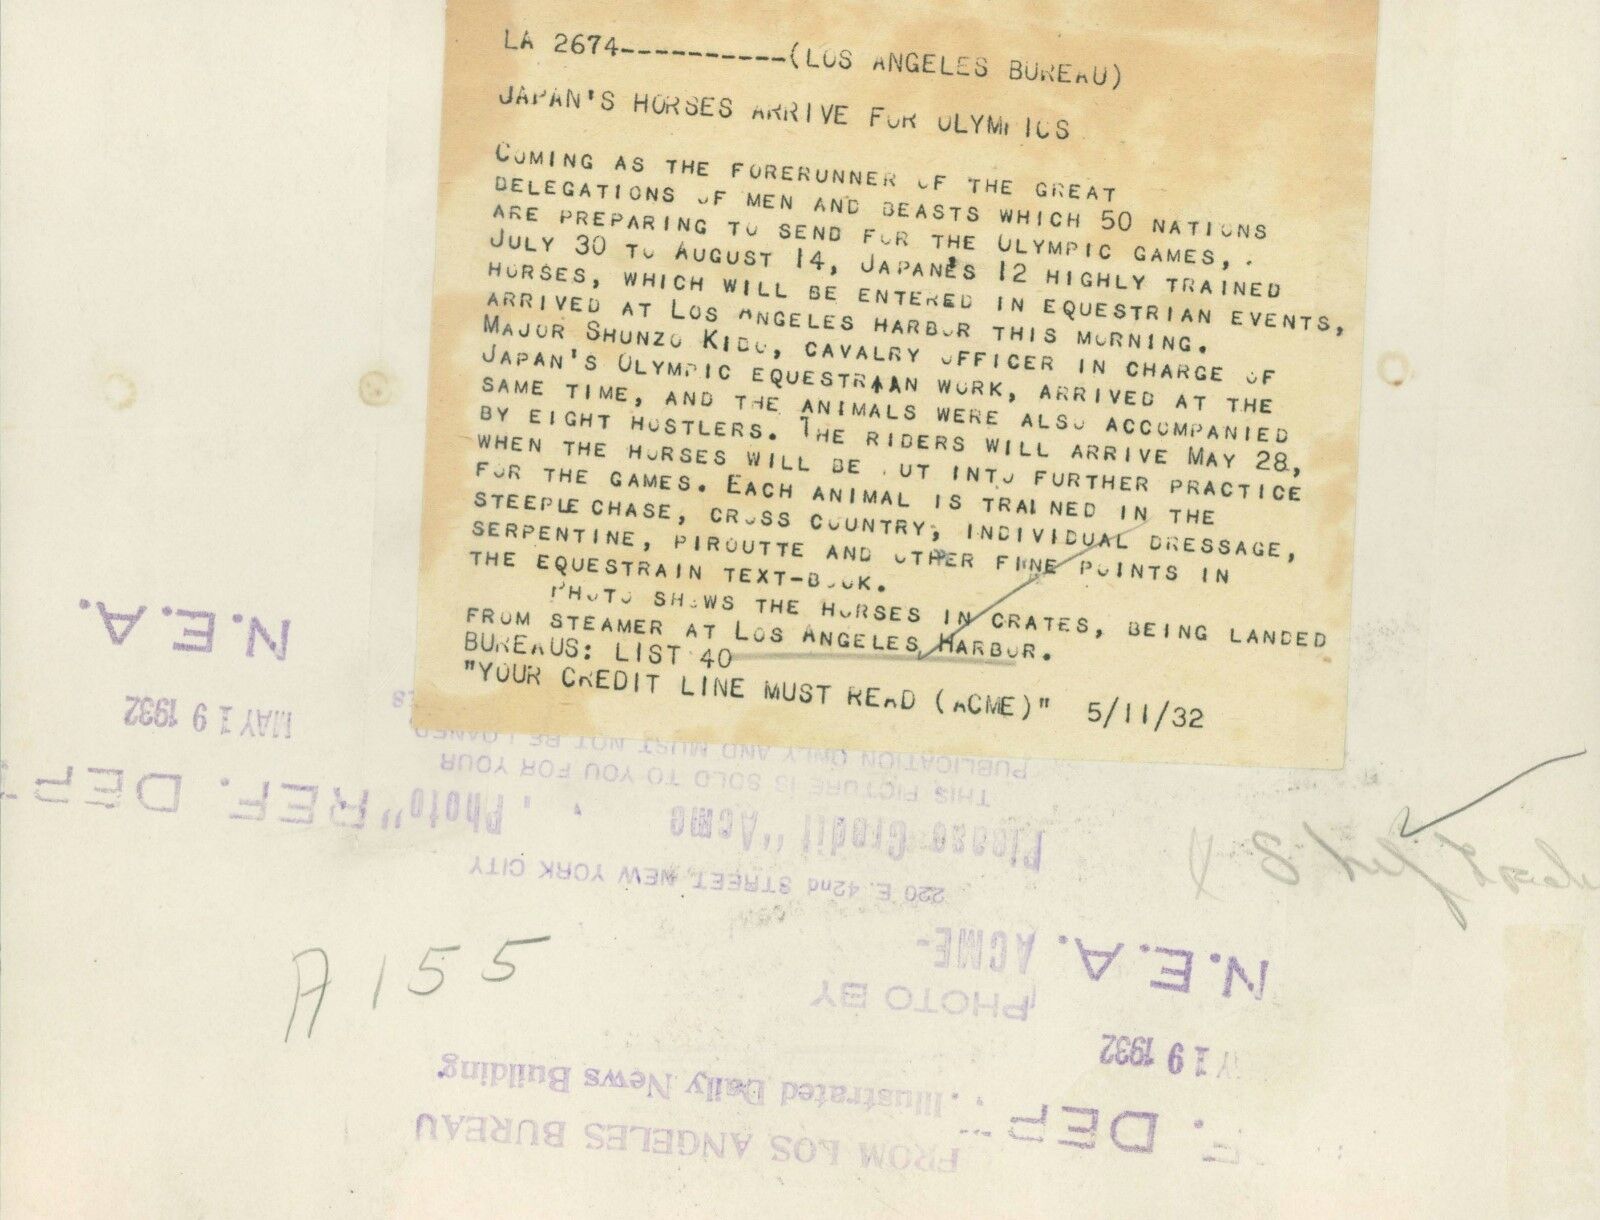 LA 2674----------(LOS ANGELES BUREAU)
JAPAN'S HORSES ARRIVE FOR OLYMPICS
COMING AS THE FORERUNNER OF THE GREAT
DELEGATIONS OF MEN AND BEASTS WHICH 50 NATIONS
ARE PREPARING TO SEND FOR THE OLYMPIC GAMES, .
JULY 30 TO AUGUST 14, JAPANE'S 12 HIGHLY TRAINED
HORSES, WHICH WILL BE ENTERED IN EQUESTRIAN EVENTS,
ARRIVED AT LOS ANGELES HARBOR THIS MORNING.
MAJOR SHUNZO KIDO, CAVALRY OFFICER IN CHARGE OF
JAPAN'S OLYMPIC EQUESTRIAN WORK, ARRIVED AT THE
SAME TIME, AND THE ANIMALS WERE ALSO ACCOMPANIED
BY EIGHT HOSTLERS. THE RIDERS WILL ARRIVE MAY 28,
WHEN THE HORSES WILL BE PUT INTO FURTHER PRACTICE
FOR THE GAMES. EACH ANIMAL IS TRAINED IN THE
STEEPLECHASE, CROSS COUNTRY, INDIVIDUAL DRESSAGE,
SERPENTINE, PIROUTTE AND OTHER FINE POINTS IN
THE EQUESTRAIN TEXT-BOOK.
PHOTO SHOWS THE HORSES IN CRATES, BEING LANDED
FROM STEAMER AT LOS ANGELES HARBOR.
BUREAUS: LIST 40
"YOUR CREDIT LINE MUST READ (ACME)" 5/11/32
N.E.A.
MAY 19 1932
REF. DEPT
PUBLICATION ONLY AND MUST NOT BE LOANED
THIS PICTURE IS SOLD TO YOU FOR YOUR
Please Credit "Acme Photo"
220 E. 42nd STREET, NEW YORK CITY
ACME-
PHOTO BY
A155
N.E.A.
19 1932
F. DEPT
Illustrated Daily News Building
FROM LOS ANGELES BUREAU